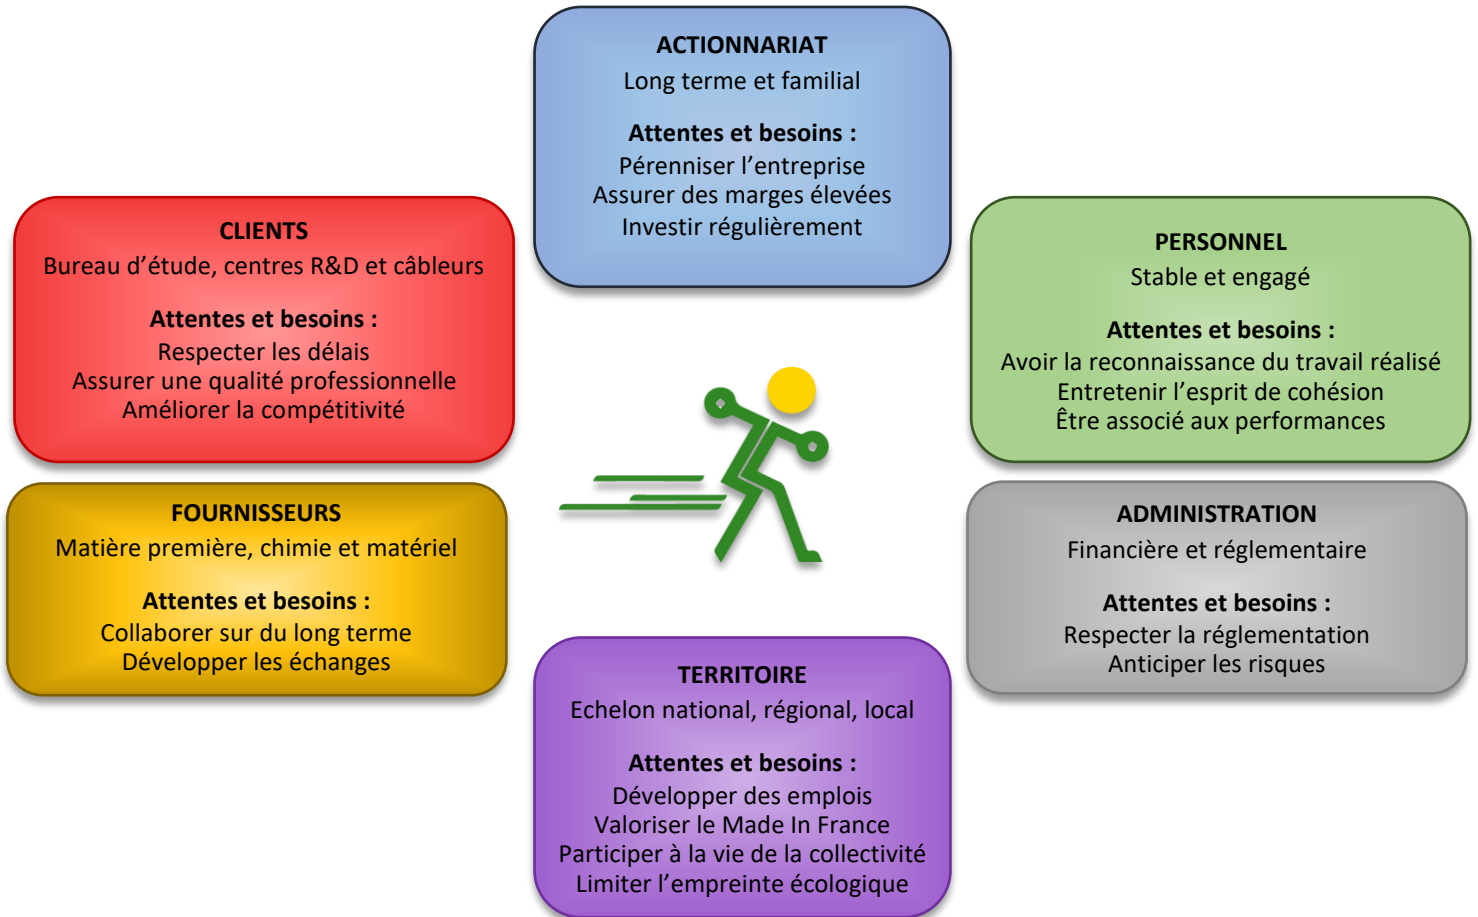 ACTIONNARIAT
Long terme et familial
Attentes et besoins :
Pérenniser l’entreprise
Assurer des marges élevées
Investir régulièrement
CLIENTS
Bureau d’étude, centres R&D et câbleurs
Attentes et besoins :
Respecter les délais
Assurer une qualité professionnelle
Améliorer la compétitivité
PERSONNEL
Stable et engagé
Attentes et besoins :
Avoir la reconnaissance du travail réalisé
Entretenir l’esprit de cohésion
Être associé aux performances
FOURNISSEURS
Matière première, chimie et matériel
Attentes et besoins :
Collaborer sur du long terme
Développer les échanges
ADMINISTRATION
Financière et réglementaire
Attentes et besoins :
Respecter la réglementation
Anticiper les risques
TERRITOIRE
Echelon national, régional, local
Attentes et besoins :
Développer des emplois
Valoriser le Made In France
Participer à la vie de la collectivité
Limiter l’empreinte écologique